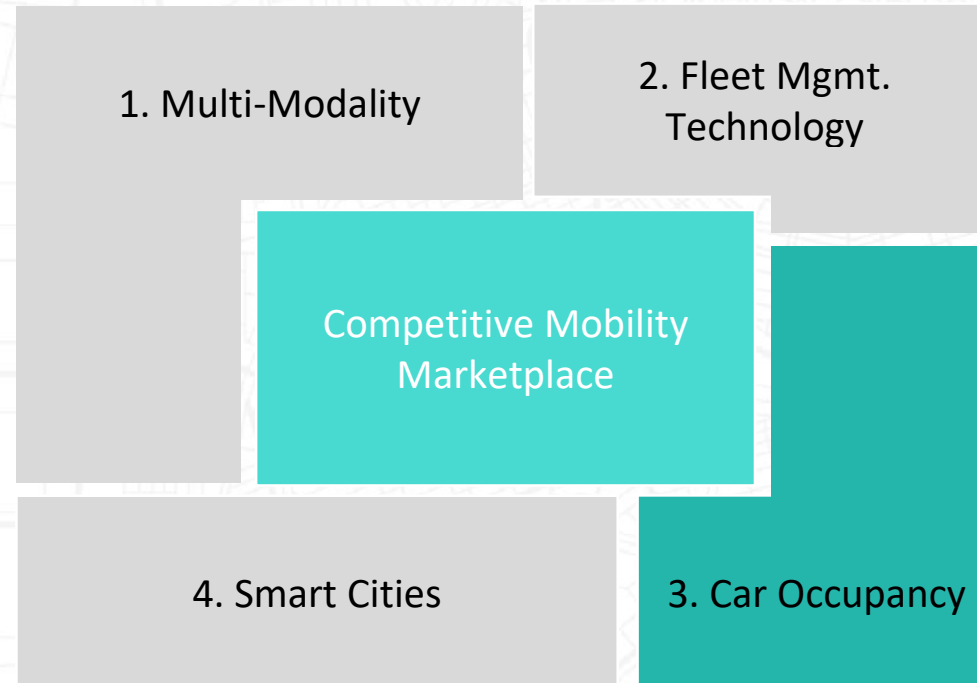 1. Multi-Modality
2. Fleet Mgmt.
Technology
Competitive Mobility
Marketplace
4. Smart Cities
3. Car Occupancy